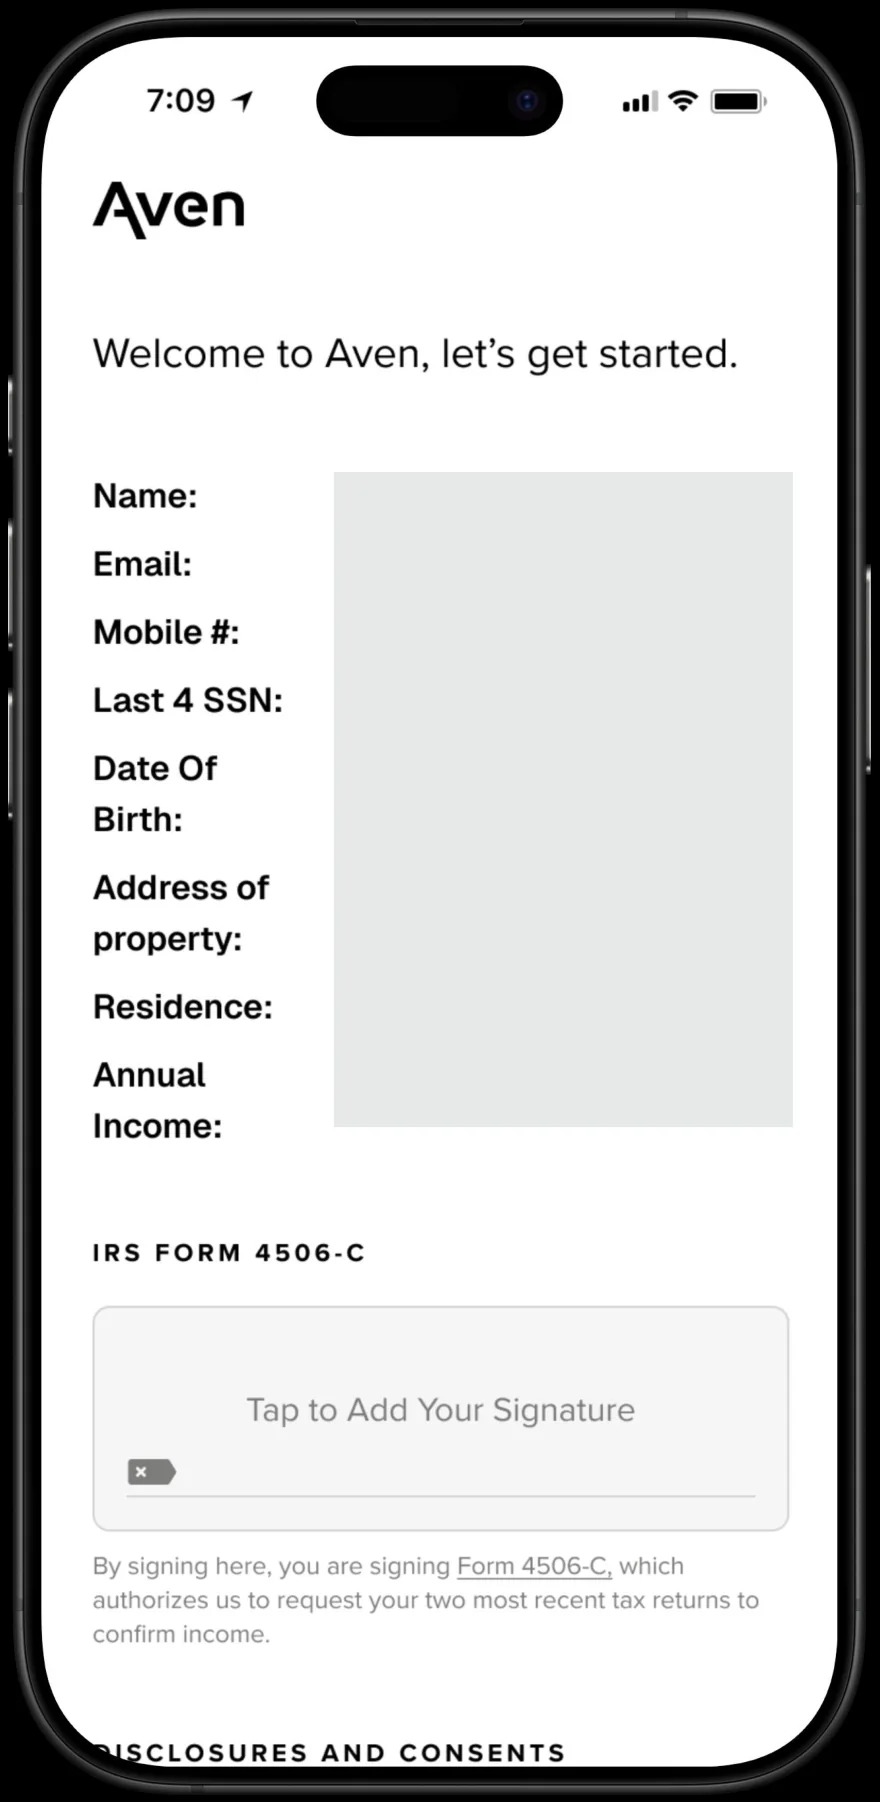 7:09
Aven
Welcome to Aven, let's get started.
Name:
Email:
Mobile #:
Last 4 SSN:
Date Of
Birth:
Address of
property:
Residence:
Annual
Income:
IRS FORM 4506-C
Tap to Add Your Signature
By signing here, you are signing Form 4506-C, which
authorizes us to request your two most recent tax returns to
confirm income.
DISCLOSURES AND CONSENTS